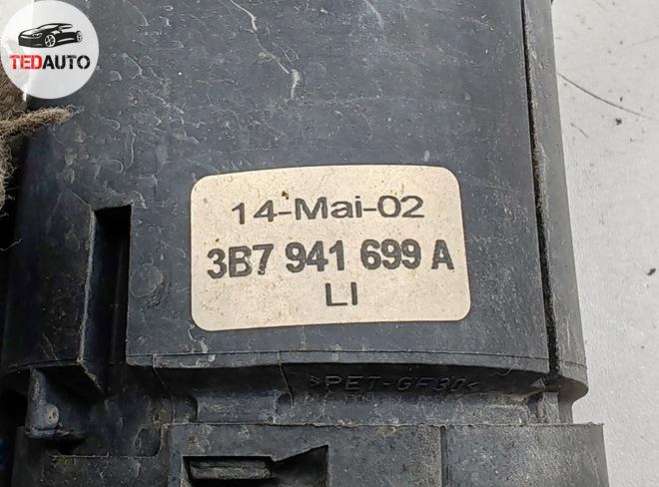 TEDAUTO
14-Mai-02
3B7 941 699 A
LI
>PET-GF30<